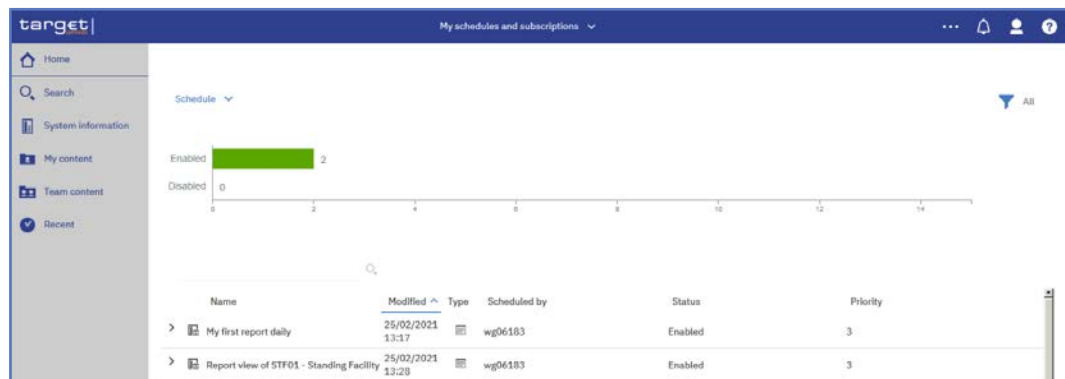 target|
My schedules and subscriptions
Home
Search
System information
My content
Team content
Recent
Schedule
All
Enabled 2
Disabled 0
0 2 4 6 8 10 12 14
Name Modified Type Scheduled by Status Priority
My first report daily 25/02/2021 13:17 wg06183 Enabled 3
Report view of STF01 - Standing Facility 25/02/2021 13:28 wg06183 Enabled 3